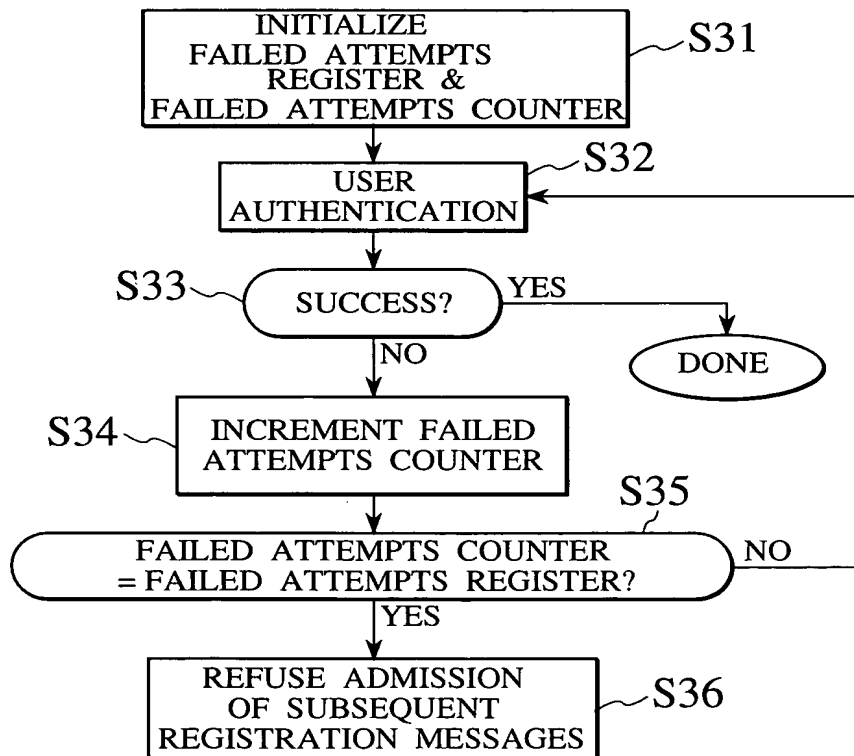 INITIALIZE
FAILED ATTEMPTS
REGISTER &
FAILED ATTEMPTS COUNTER
S31
S32
USER
AUTHENTICATION
S33
SUCCESS?
YES
DONE
NO
S34
INCREMENT FAILED
ATTEMPTS COUNTER
S35
FAILED ATTEMPTS COUNTER
= FAILED ATTEMPTS REGISTER?
NO
YES
REFUSE ADMISSION
OF SUBSEQUENT
REGISTRATION MESSAGES
S36